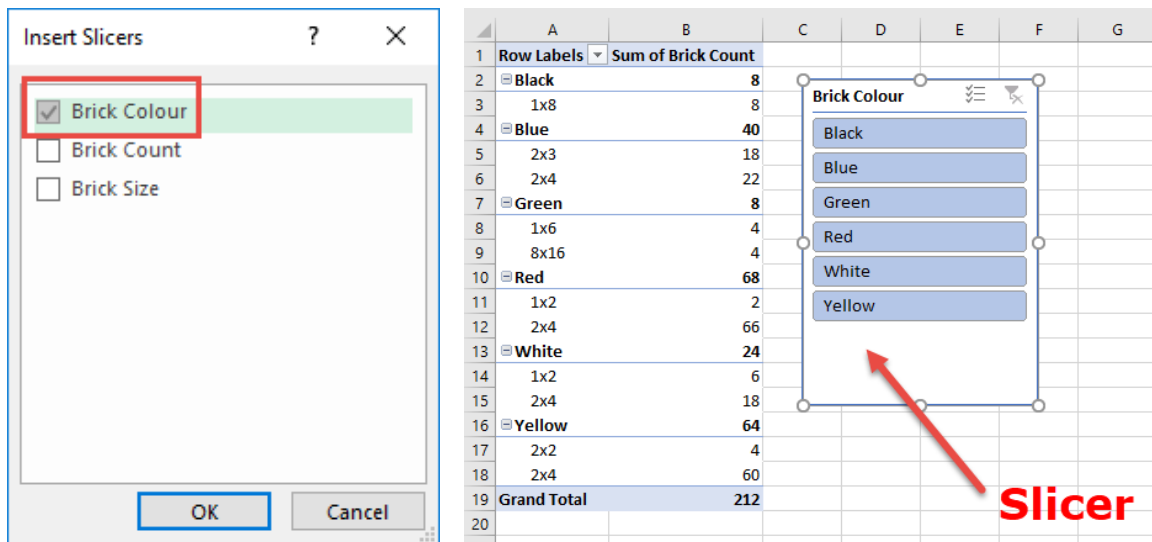 Insert Slicers ? ×
Brick Colour
Brick Count
Brick Size
OK Cancel
A B C D E F G
1 Row Labels Sum of Brick Count
2 Black 8
3 1x8 8
4 Blue 40
5 2x3 18
6 2x4 22
7 Green 8
8 1x6 4
9 8x16 4
10 Red 68
11 1x2 2
12 2x4 66
13 White 24
14 1x2 6
15 2x4 18
16 Yellow 64
17 2x2 4
18 2x4 60
19 Grand Total 212
20
Brick Colour
Black
Blue
Green
Red
White
Yellow
Slicer